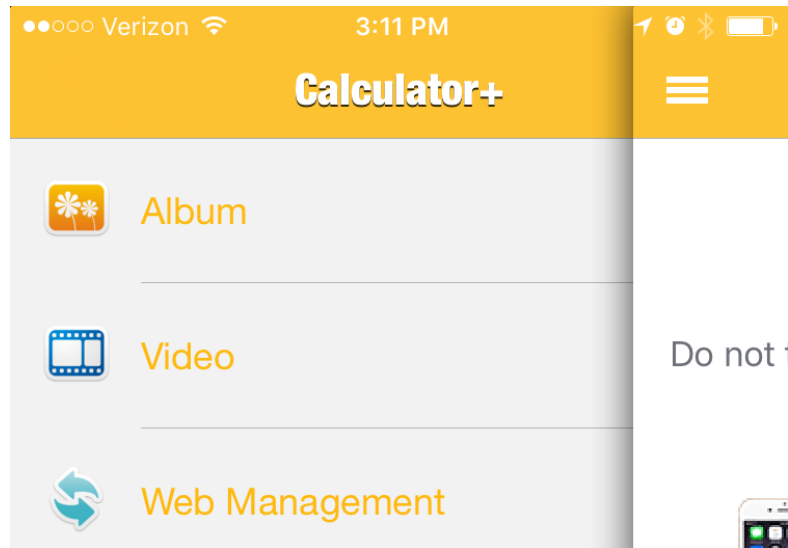 Verizon 3:11 PM
Calculator+
Album
Video
Do not
Web Management